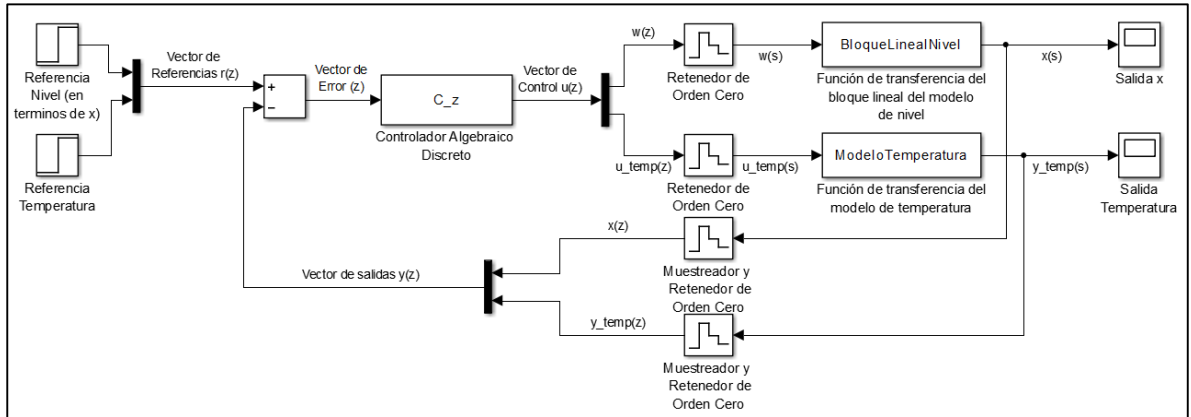 Referencia
Nivel (en
terminos de x)
Referencia
Temperatura
Vector de
Referencias r(z)
+
−
Vector de
Error (z)
C_z
Controlador Algebraico
Discreto
Vector de
Control u(z)
w(z)
Retenedor de
Orden Cero
w(s)
BloqueLinealNivel
Función de transferencia del
bloque lineal del modelo
de nivel
x(s)
Salida x
u_temp(z)
Retenedor de
Orden Cero
u_temp(s)
ModeloTemperatura
Función de transferencia del
modelo de temperatura
y_temp(s)
Salida
Temperatura
x(z)
Muestreador y
Retenedor de
Orden Cero
Vector de salidas y(z)
y_temp(z)
Muestreador y
Retenedor de
Orden Cero